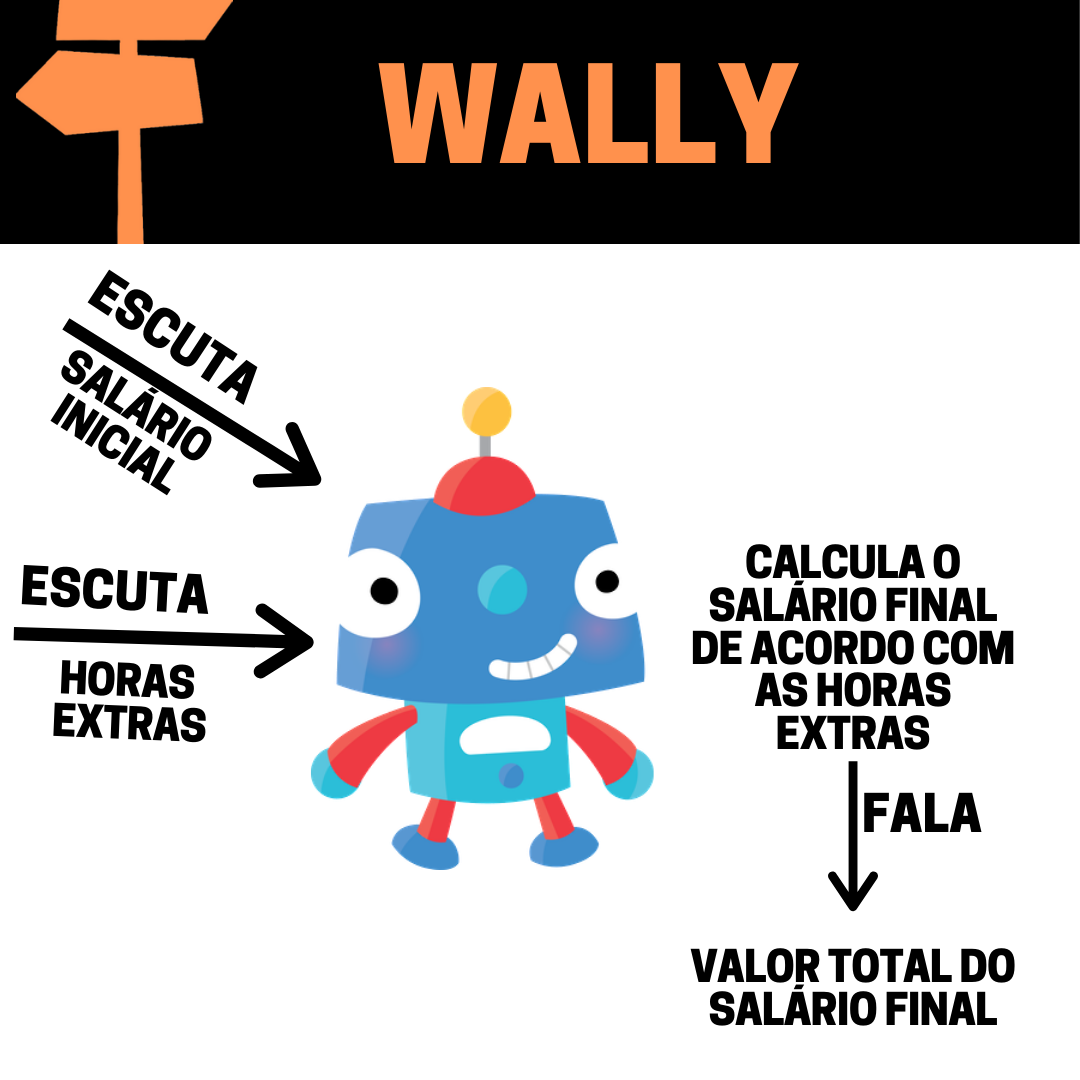 WALLY
ESCUTA
SALÁRIO
INICIAL
ESCUTA
HORAS
EXTRAS
CALCULA O
SALÁRIO FINAL
DE ACORDO COM
AS HORAS
EXTRAS
FALA
VALOR TOTAL DO
SALÁRIO FINAL